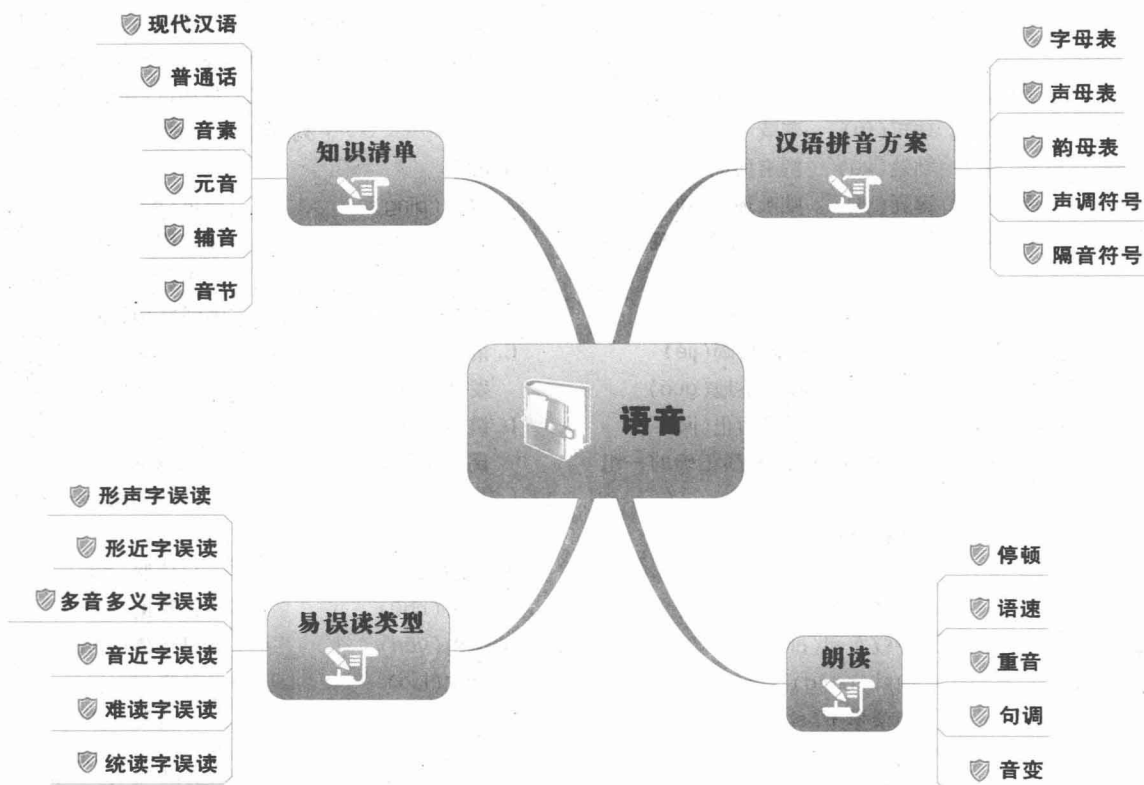 语音
知识清单
现代汉语
普通话
音素
元音
辅音
音节
汉语拼音方案
字母表
声母表
韵母表
声调符号
隔音符号
易误读类型
形声字误读
形近字误读
多音多义字误读
音近字误读
难读字误读
统读字误读
朗读
停顿
语速
重音
句调
音变